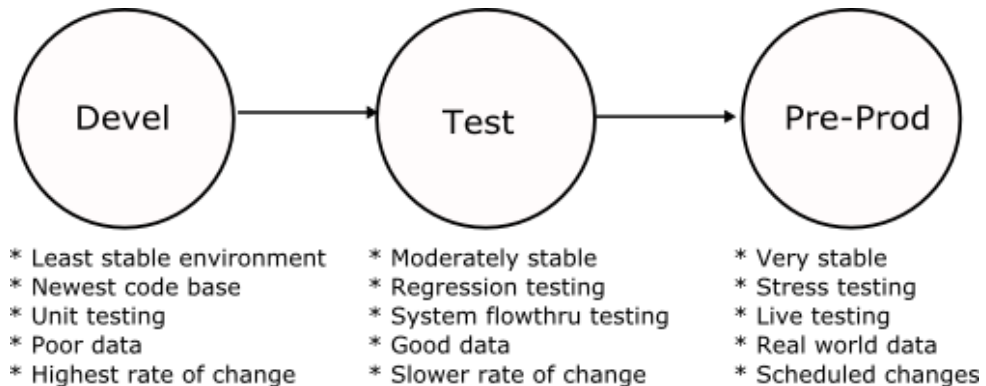 Devel
Test
Pre-Prod
* Least stable environment
* Newest code base
* Unit testing
* Poor data
* Highest rate of change
* Moderately stable
* Regression testing
* System flowthru testing
* Good data
* Slower rate of change
* Very stable
* Stress testing
* Live testing
* Real world data
* Scheduled changes